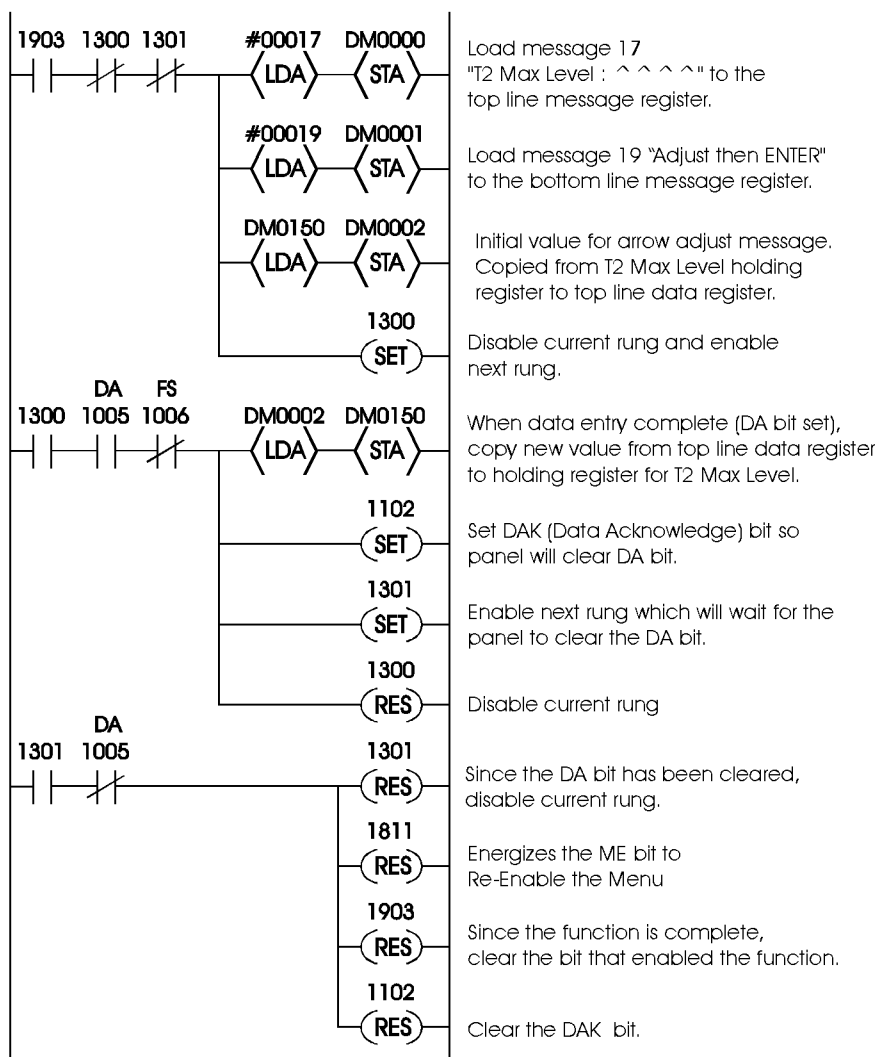 1903 1300 1301 #00017 DM0000
LDA STA
Load message 17
"T2 Max Level : ^ ^ ^ ^" to the
top line message register.
#00019 DM0001
LDA STA
Load message 19 "Adjust then ENTER"
to the bottom line message register.
DM0150 DM0002
LDA STA
Initial value for arrow adjust message.
Copied from T2 Max Level holding
register to top line data register.
1300
SET
Disable current rung and enable
next rung.
DA FS
1300 1005 1006 DM0002 DM0150
LDA STA
When data entry complete (DA bit set),
copy new value from top line data register
to holding register for T2 Max Level.
1102
SET
Set DAK (Data Acknowledge) bit so
panel will clear DA bit.
1301
SET
Enable next rung which will wait for the
panel to clear the DA bit.
1300
RES
Disable current rung
DA
1301 1005 1301
RES
Since the DA bit has been cleared,
disable current rung.
1811
RES
Energizes the ME bit to
Re-Enable the Menu
1903
RES
Since the function is complete,
clear the bit that enabled the function.
1102
RES
Clear the DAK bit.